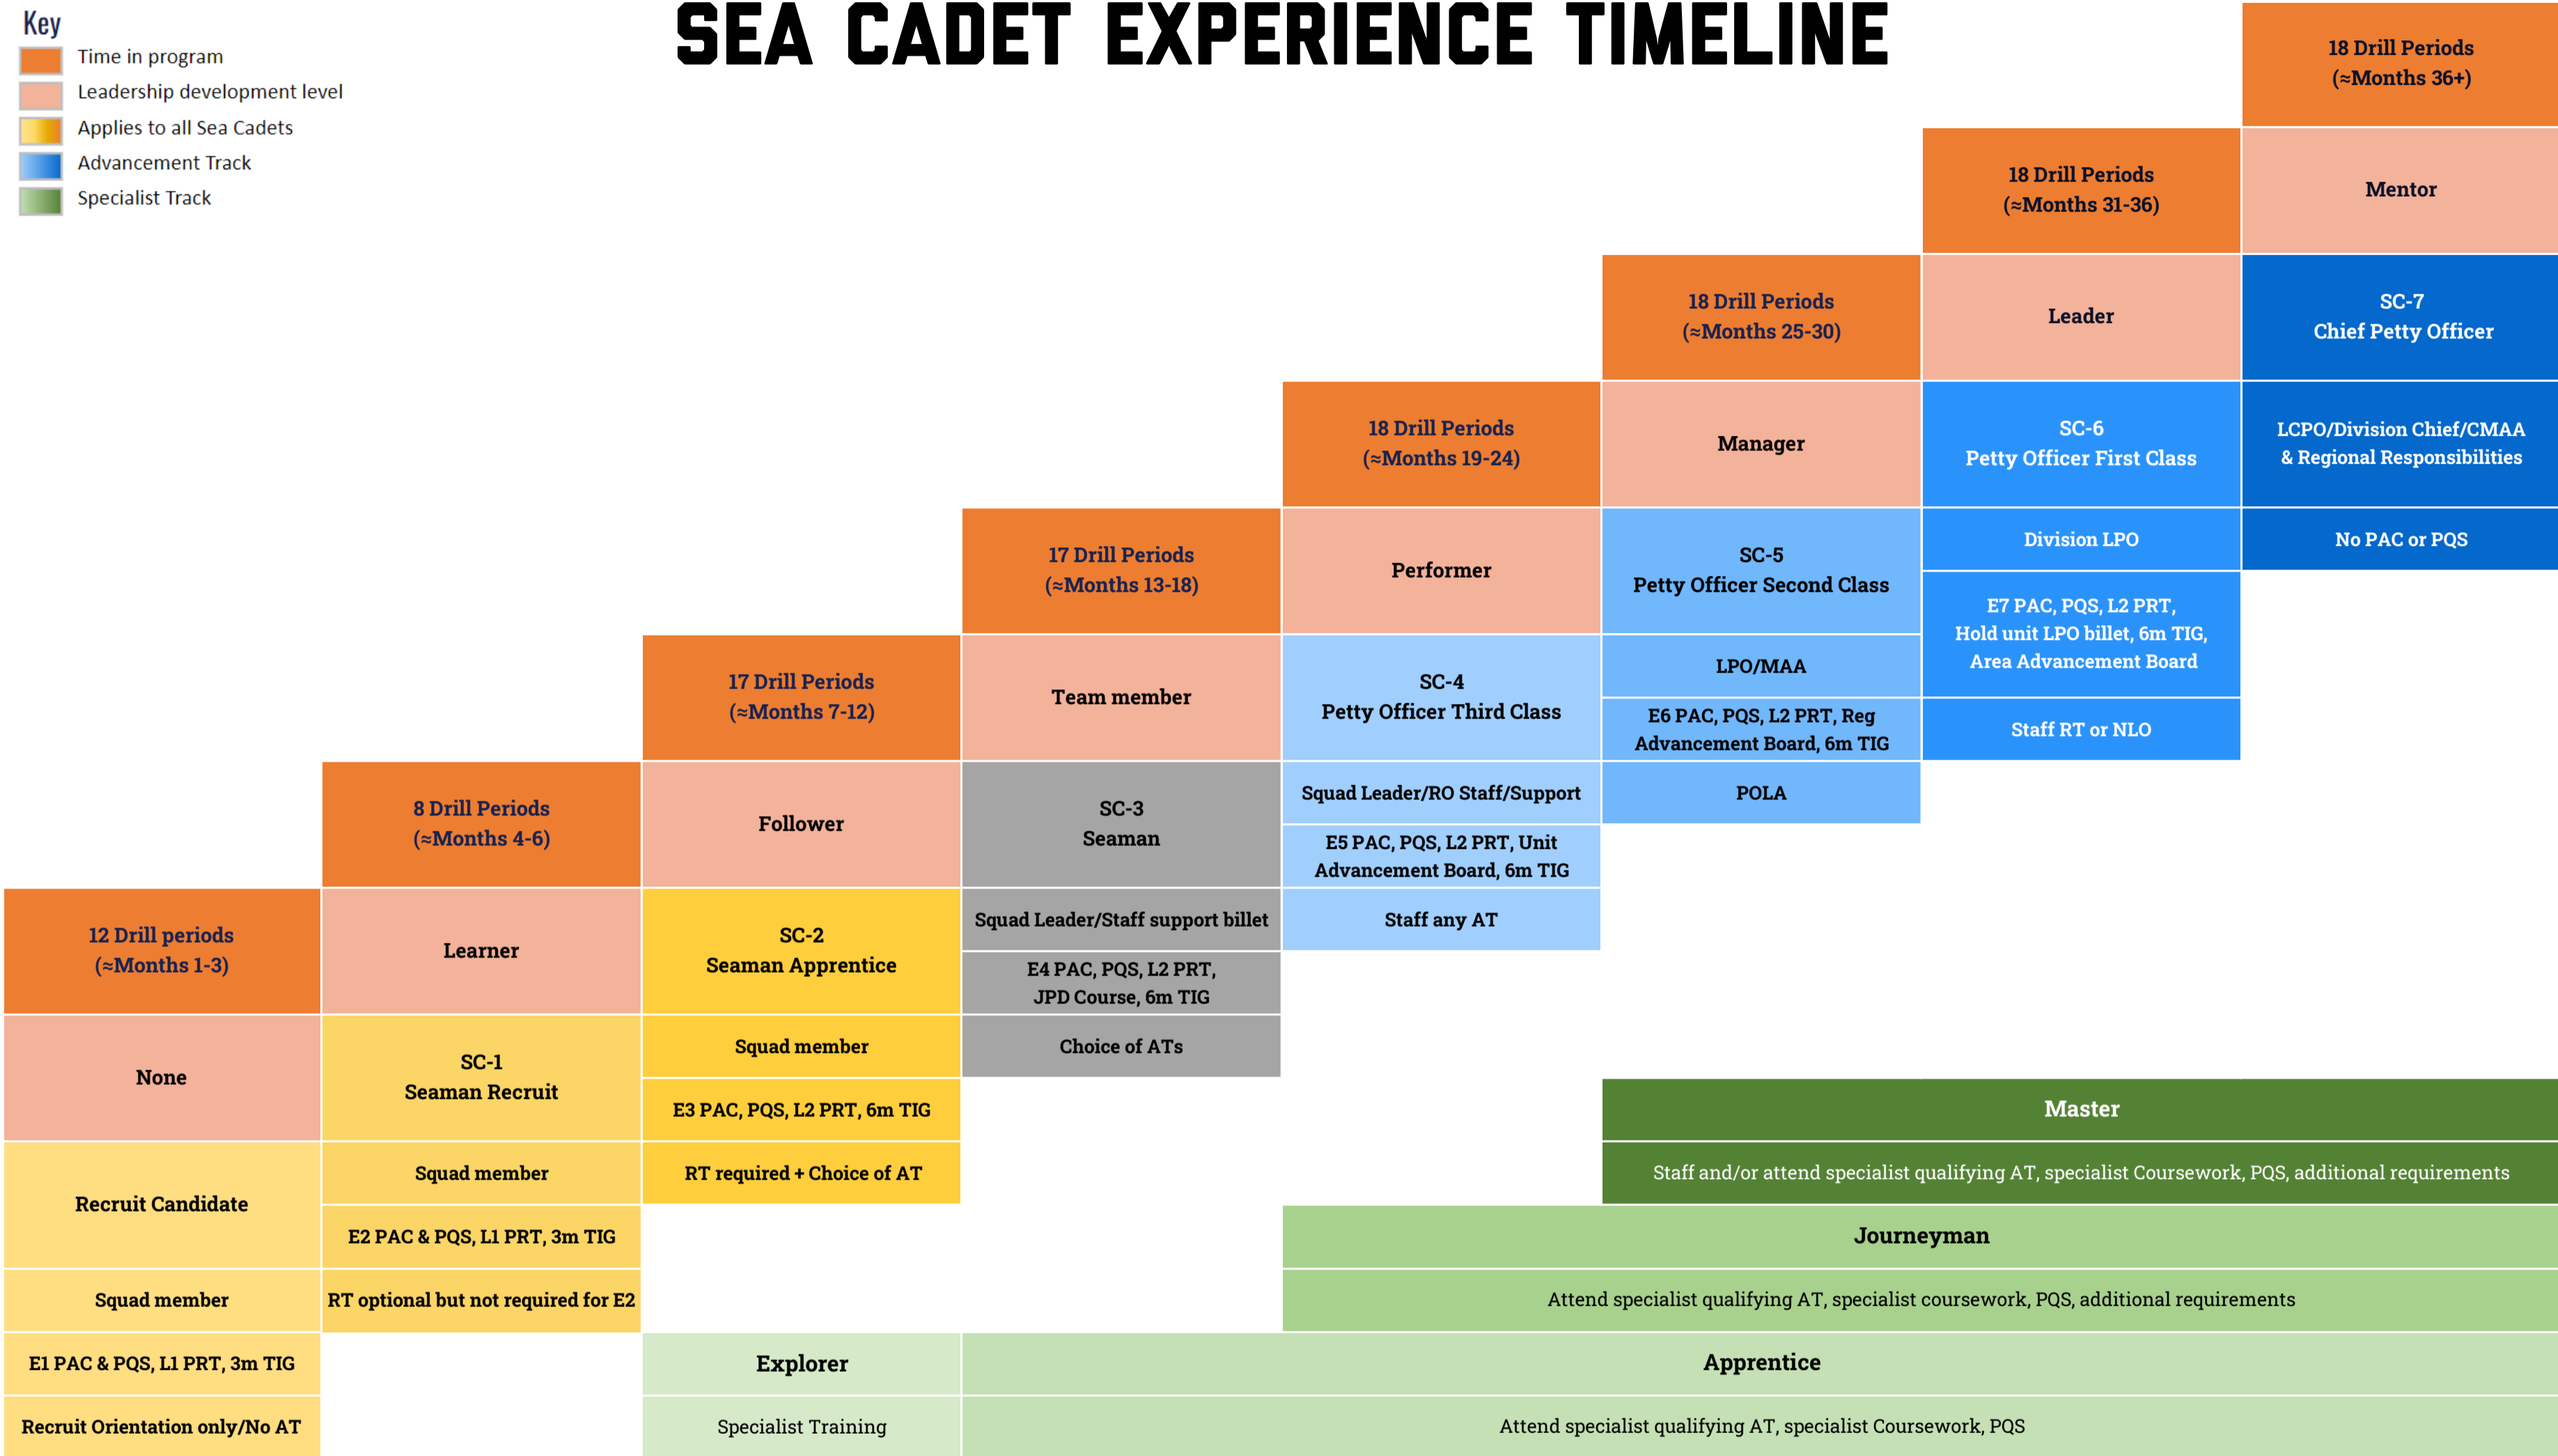 SEA CADET EXPERIENCE TIMELINE
Key
Time in program
Leadership development level
Applies to all Sea Cadets
Advancement Track
Specialist Track
12 Drill periods
(≈Months 1-3)
None
Recruit Candidate
Squad member
E1 PAC & PQS, L1 PRT, 3m TIG
Recruit Orientation only/No AT
8 Drill Periods
(≈Months 4-6)
Learner
SC-1
Seaman Recruit
Squad member
E2 PAC & PQS, L1 PRT, 3m TIG
RT optional but not required for E2
17 Drill Periods
(≈Months 7-12)
Follower
SC-2
Seaman Apprentice
Squad member
E3 PAC, PQS, L2 PRT, 6m TIG
RT required + Choice of AT
17 Drill Periods
(≈Months 13-18)
Team member
SC-3
Seaman
Squad Leader/Staff support billet
E4 PAC, PQS, L2 PRT,
JPD Course, 6m TIG
Choice of ATs
18 Drill Periods
(≈Months 19-24)
Performer
SC-4
Petty Officer Third Class
Squad Leader/RO Staff/Support
E5 PAC, PQS, L2 PRT, Unit
Advancement Board, 6m TIG
Staff any AT
18 Drill Periods
(≈Months 25-30)
Manager
SC-5
Petty Officer Second Class
LPO/MAA
E6 PAC, PQS, L2 PRT, Reg
Advancement Board, 6m TIG
POLA
18 Drill Periods
(≈Months 31-36)
Leader
SC-6
Petty Officer First Class
Division LPO
E7 PAC, PQS, L2 PRT,
Hold unit LPO billet, 6m TIG,
Area Advancement Board
Staff RT or NLO
18 Drill Periods
(≈Months 36+)
Mentor
SC-7
Chief Petty Officer
LCPO/Division Chief/CMAA
& Regional Responsibilities
No PAC or PQS
Master
Staff and/or attend specialist qualifying AT, specialist Coursework, PQS, additional requirements
Journeyman
Attend specialist qualifying AT, specialist coursework, PQS, additional requirements
Explorer
Specialist Training
Apprentice
Attend specialist qualifying AT, specialist Coursework, PQS